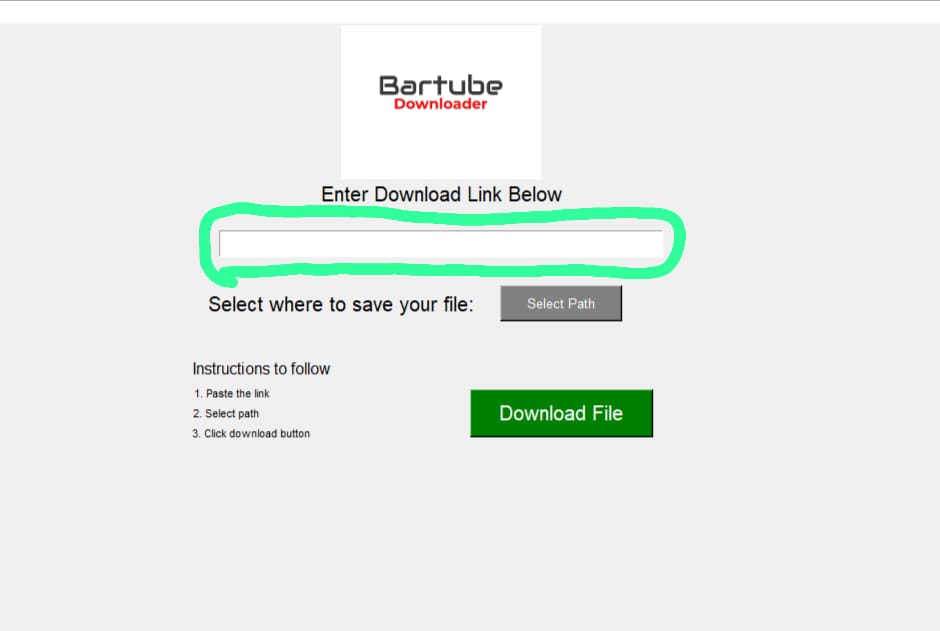 Bartube
Downloader
Enter Download Link Below
Select where to save your file:
Select Path
Instructions to follow
1. Paste the link
2. Select path
3. Click download button
Download File